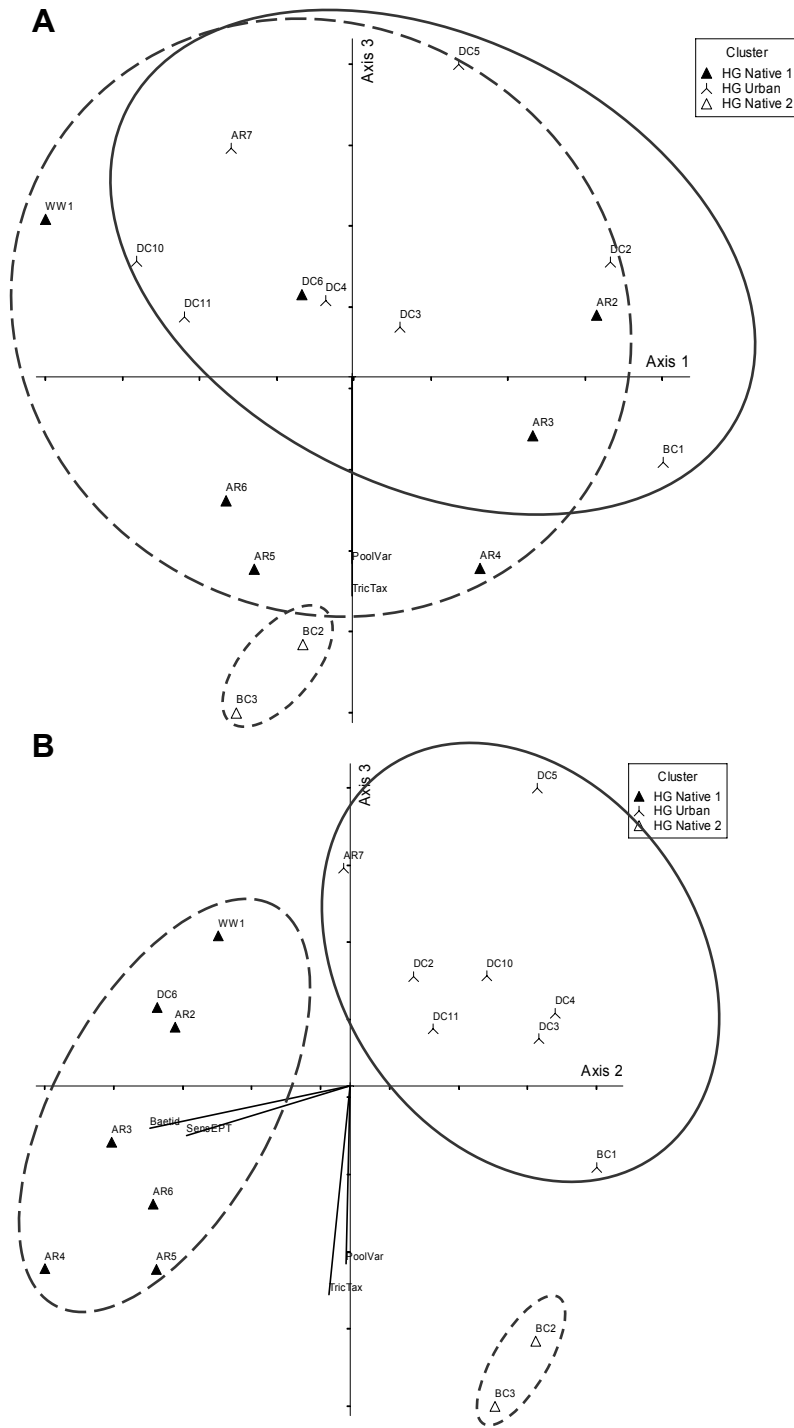 A
Axis 3
DC5
Cluster
HG Native 1
HG Urban
HG Native 2
AR7
WW1
DC10
DC2
DC6
DC4
AR2
DC11
DC3
Axis 1
AR3
BC1
AR6
AR5
PoolVar
AR4
TricTax
BC2
BC3
B
Axis 3
DC5
Cluster
HG Native 1
HG Urban
HG Native 2
AR7
WW1
DC2
DC10
DC6
AR2
DC4
DC11
DC3
Axis 2
Baetid
SensEPT
AR3
BC1
AR6
AR4
AR5
PoolVar
TricTax
BC2
BC3